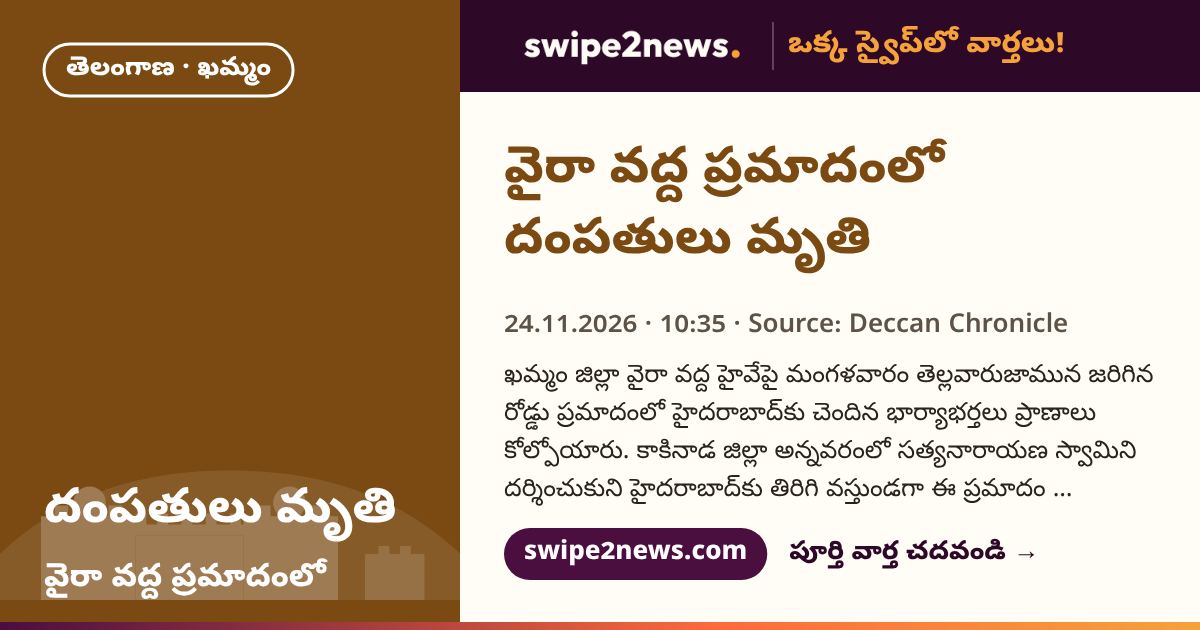 తెలంగాణ · ఖమ్మం
దంపతులు మృతి
వైరా వద్ద ప్రమాదంలో
swipe2news.
ఒక్క స్వైప్‌లో వార్తలు!
వైరా వద్ద ప్రమాదంలో
దంపతులు మృతి
24.11.2026 · 10:35 · Source: Deccan Chronicle
ఖమ్మం జిల్లా వైరా వద్ద హైవేపై మంగళవారం తెల్లవారుజామున జరిగిన
రోడ్డు ప్రమాదంలో హైదరాబాద్‌కు చెందిన భార్యాభర్తలు ప్రాణాలు
కోల్పోయారు. కాకినాడ జిల్లా అన్నవరంలో సత్యనారాయణ స్వామిని
దర్శించుకుని హైదరాబాద్‌కు తిరిగి వస్తుండగా ఈ ప్రమాదం ...
swipe2news.com
పూర్తి వార్త చదవండి →